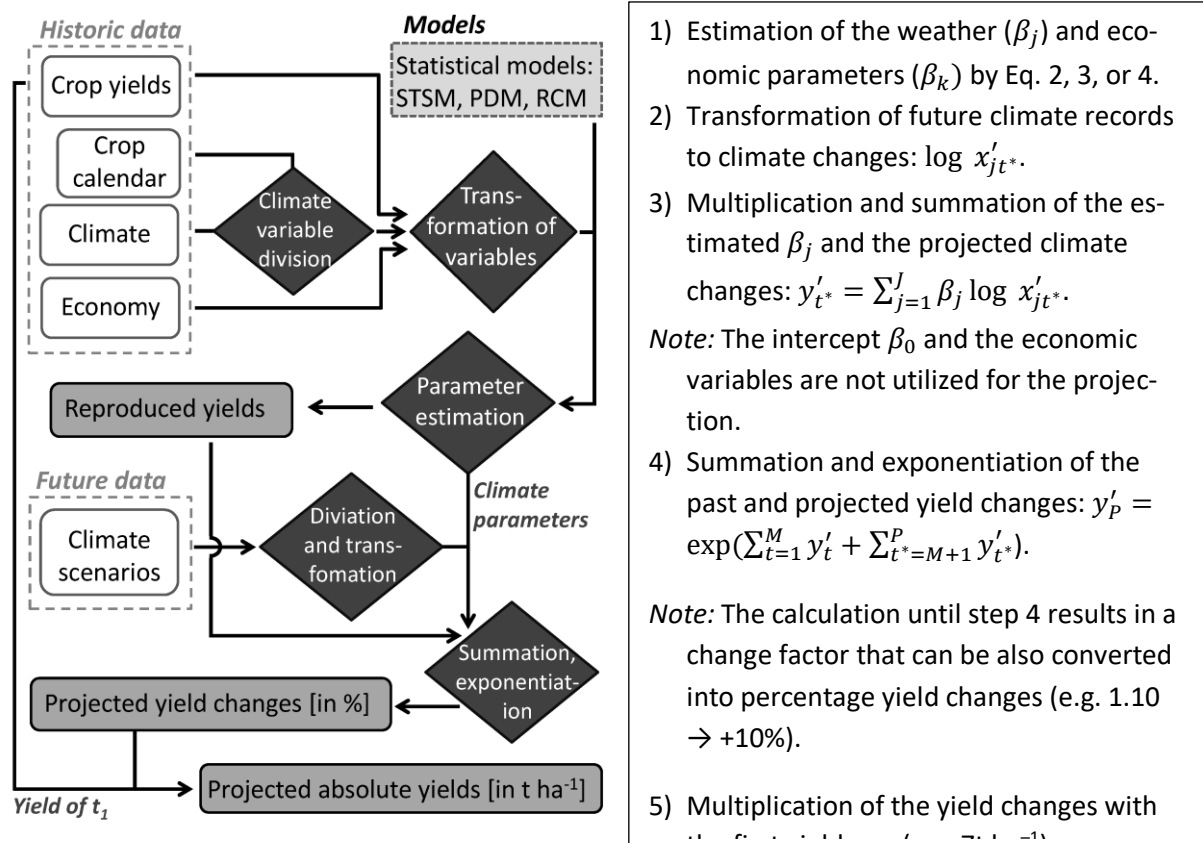 Historic data
Crop yields
Crop
calendar
Climate
Economy
Models
Statistical models:
STSM, PDM, RCM
Climate
variable
division
Trans-
formation of
variables
Parameter
estimation
Reproduced yields
Future data
Climate
scenarios
Diviation
and trans-
fomation
Climate
parameters
Summation,
exponentiat-
ion
Projected yield changes [in %]
Projected absolute yields [in t ha⁻¹]
Yield of t₁
1) Estimation of the weather (βⱼ) and eco-
nomic parameters (βₖ) by Eq. 2, 3, or 4.
2) Transformation of future climate records
to climate changes: log x′ⱼₜ*.
3) Multiplication and summation of the es-
timated βⱼ and the projected climate
changes: y′ₜ* = ∑ᴶⱼ₌₁ βⱼ log x′ⱼₜ*.
Note: The intercept β₀ and the economic
variables are not utilized for the projec-
tion.
4) Summation and exponentiation of the
past and projected yield changes: y′_P =
exp(∑ᴹₜ₌₁ y′ₜ + ∑ᴾₜ*₌M₊₁ y′ₜ*).
Note: The calculation until step 4 results in a
change factor that can be also converted
into percentage yield changes (e.g. 1.10
→ +10%).
5) Multiplication of the yield changes with